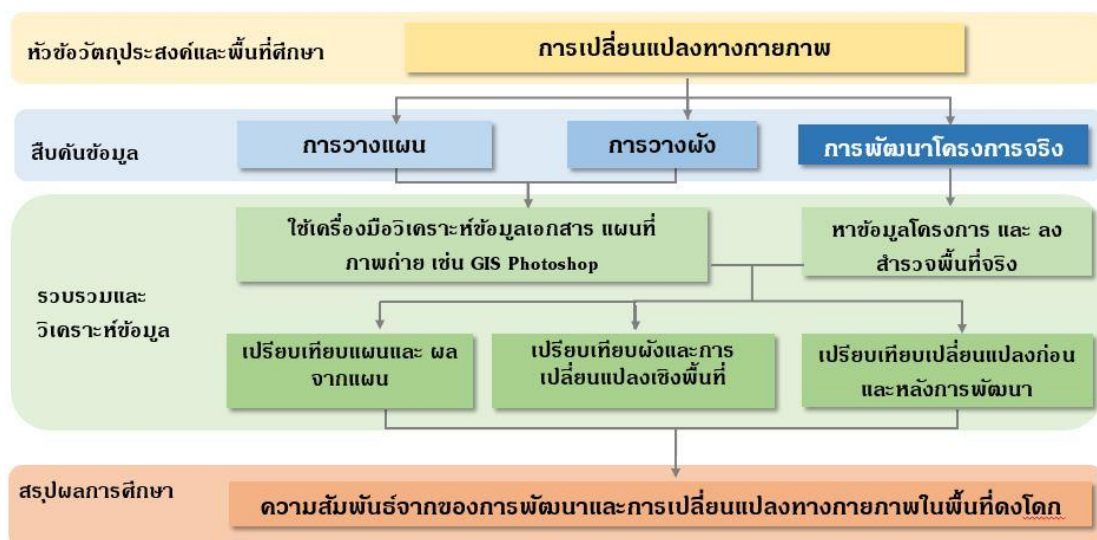 หัวข้อวัตถุประสงค์และพื้นที่ศึกษา
การเปลี่ยนแปลงทางกายภาพ
สืบค้นข้อมูล
การวางแผน
การวางผัง
การพัฒนาโครงการจริง
ใช้เครื่องมือวิเคราะห์ข้อมูลเอกสาร แผนที่
ภาพถ่าย เช่น GIS Photoshop
หาข้อมูลโครงการ และ ลง
สำรวจพื้นที่จริง
รวบรวมและ
วิเคราะห์ข้อมูล
เปรียบเทียบแผนและ ผล
จากแผน
เปรียบเทียบผังและการ
เปลี่ยนแปลงเชิงพื้นที่
เปรียบเทียบเปลี่ยนแปลงก่อน
และหลังการพัฒนา
สรุปผลการศึกษา
ความสัมพันธ์จากของการพัฒนาและการเปลี่ยนแปลงทางกายภาพในพื้นที่ดงโดก